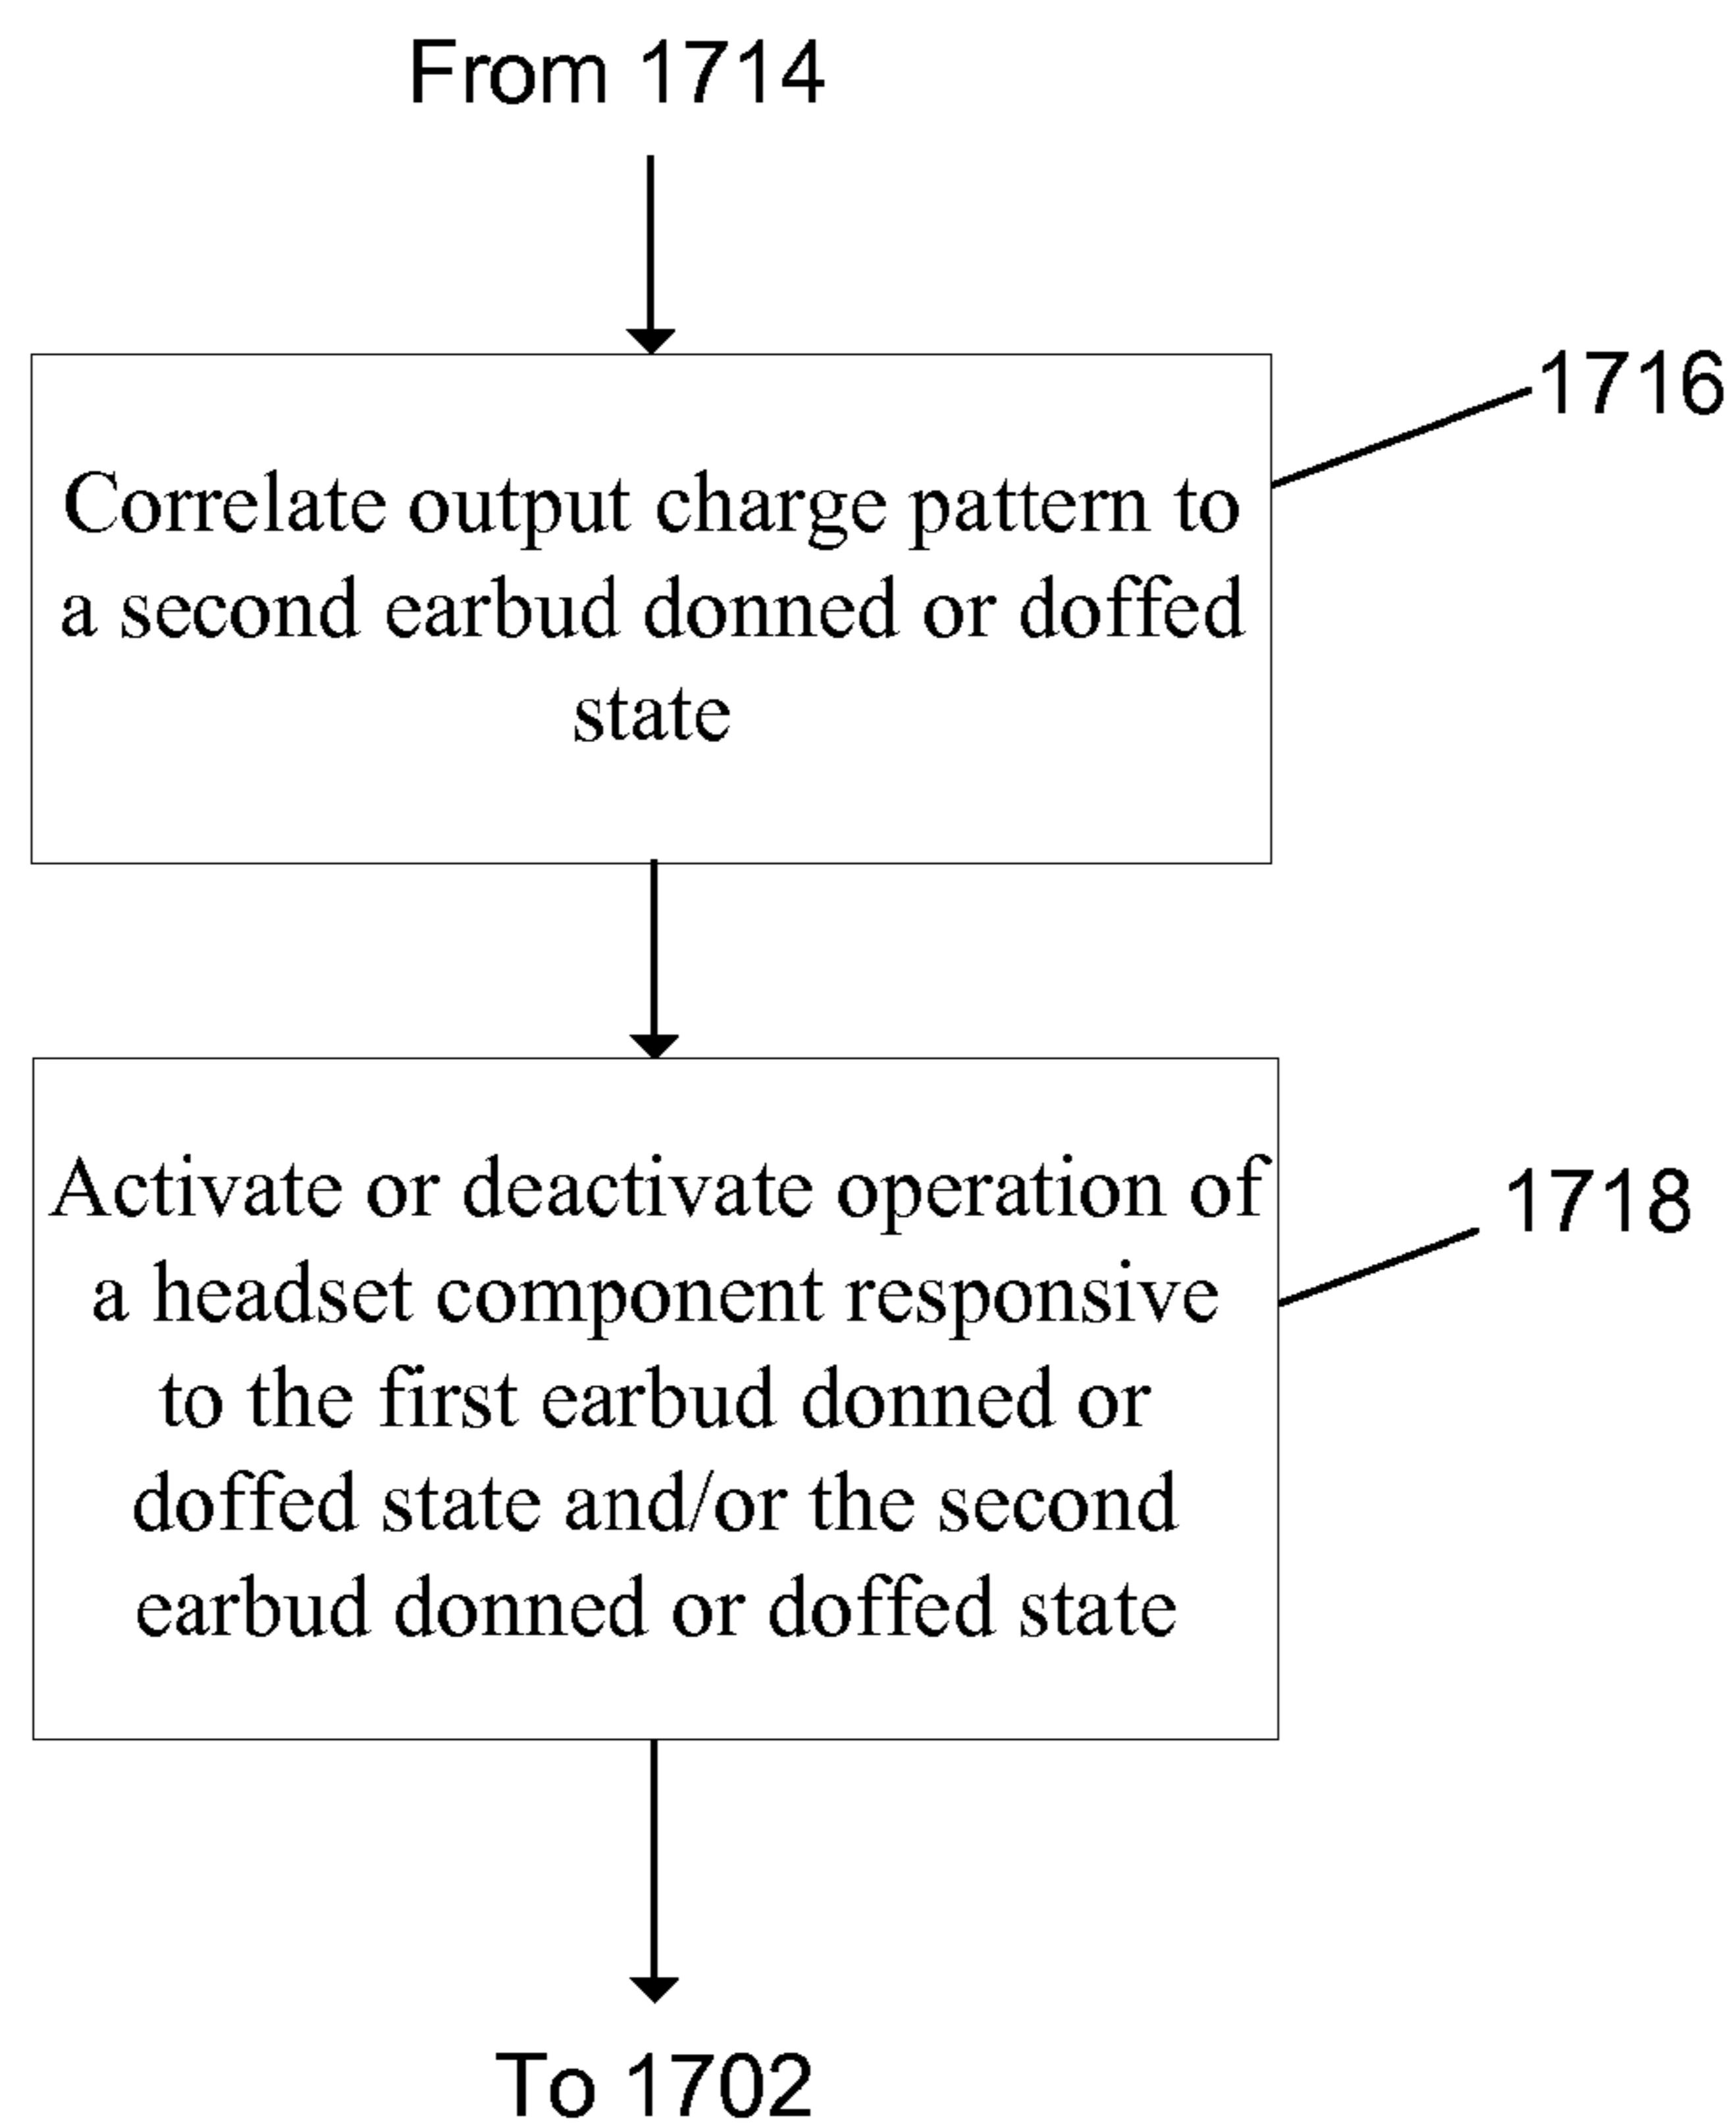 From 1714
1716
Correlate output charge pattern to
a second earbud donned or doffed
state
1718
Activate or deactivate operation of
a headset component responsive
to the first earbud donned or
doffed state and/or the second
earbud donned or doffed state
To 1702